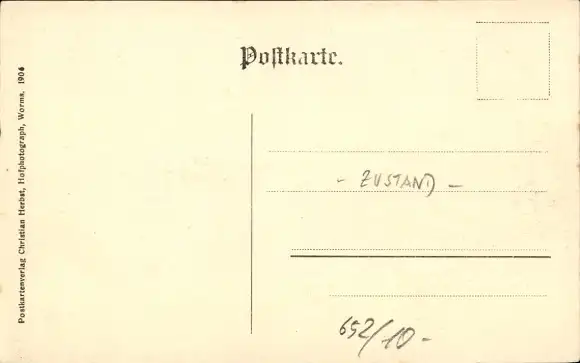 Postkarte.
Postkartenverlag Christian Herbst, Hofphotograph, Worms. 1904
- ZUSTAND -
652/10-